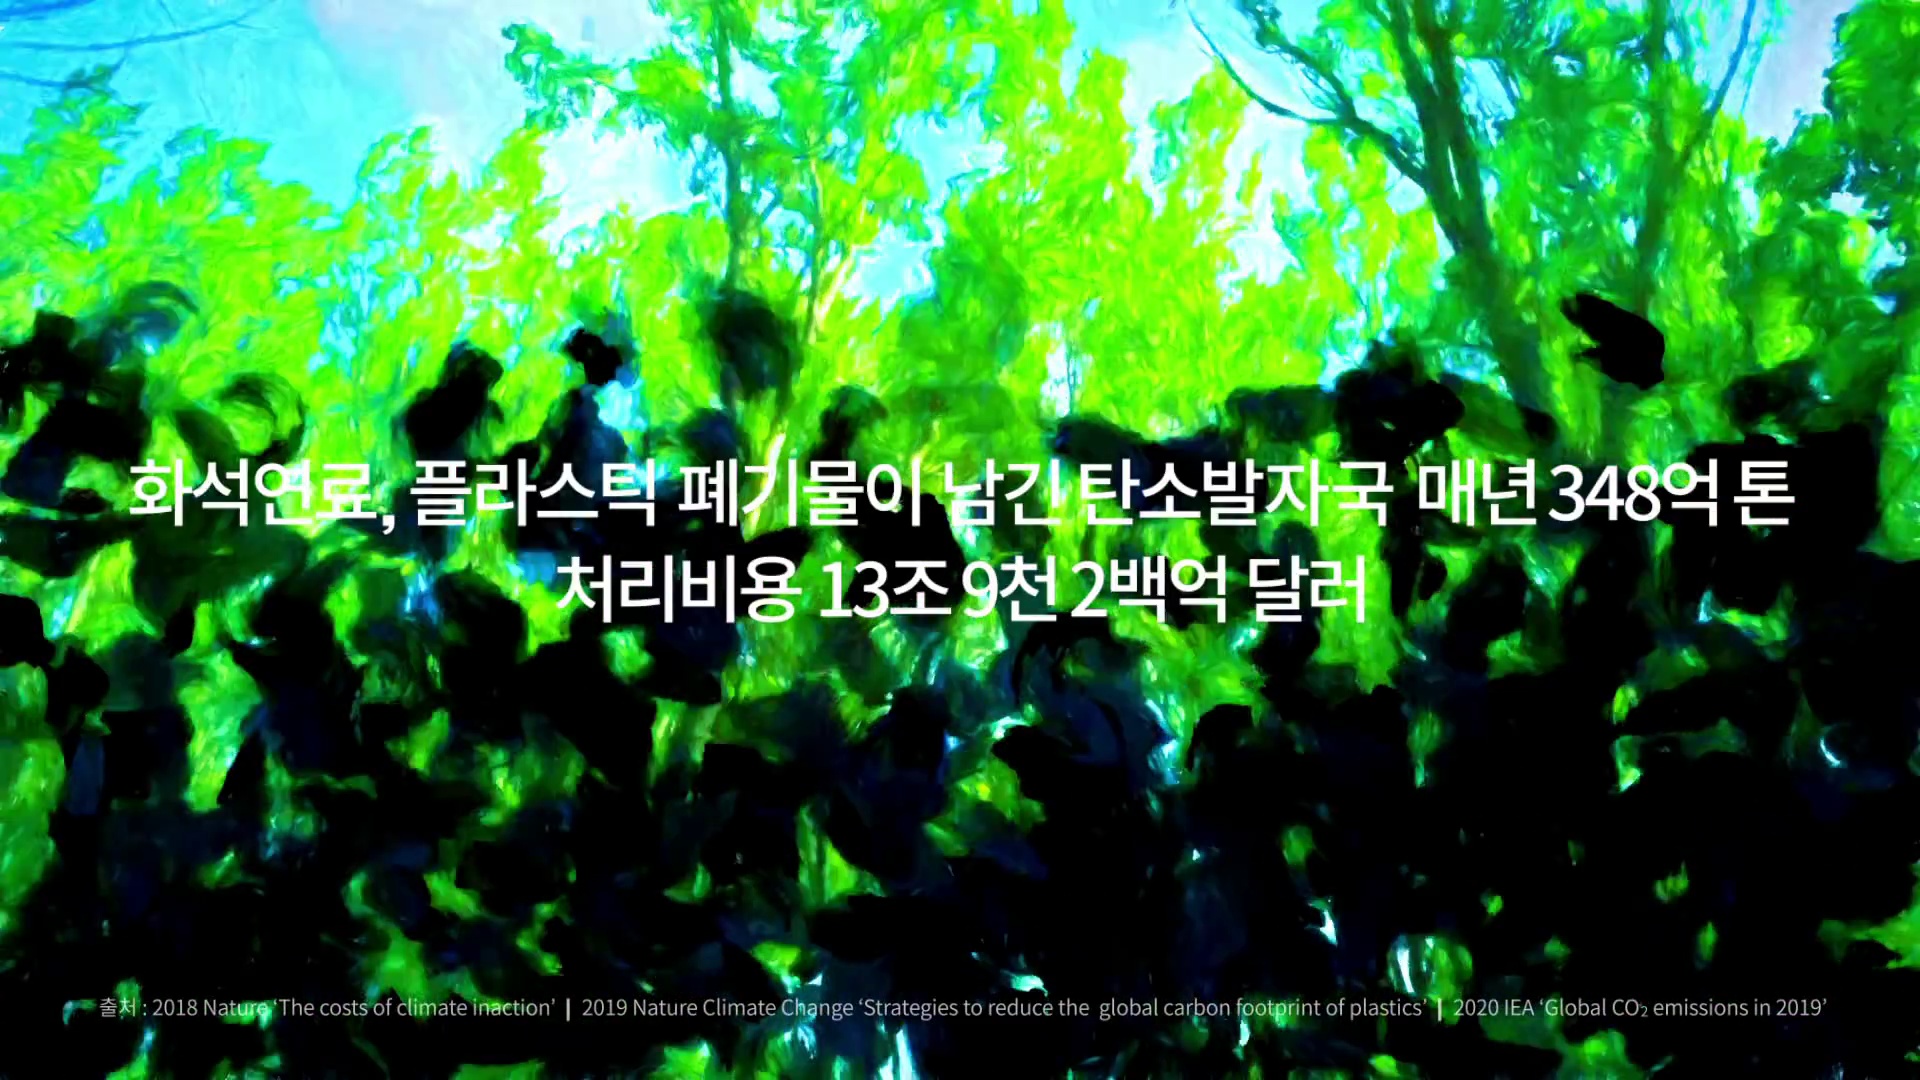 화석연료, 플라스틱 폐기물이 남긴 탄소발자국 매년 348억 톤
처리비용 13조 9천 2백억 달러
출처 : 2018 Nature ‘The costs of climate inaction’ | 2019 Nature Climate Change ‘Strategies to reduce the global carbon footprint of plastics’ | 2020 IEA ‘Global CO₂ emissions in 2019’